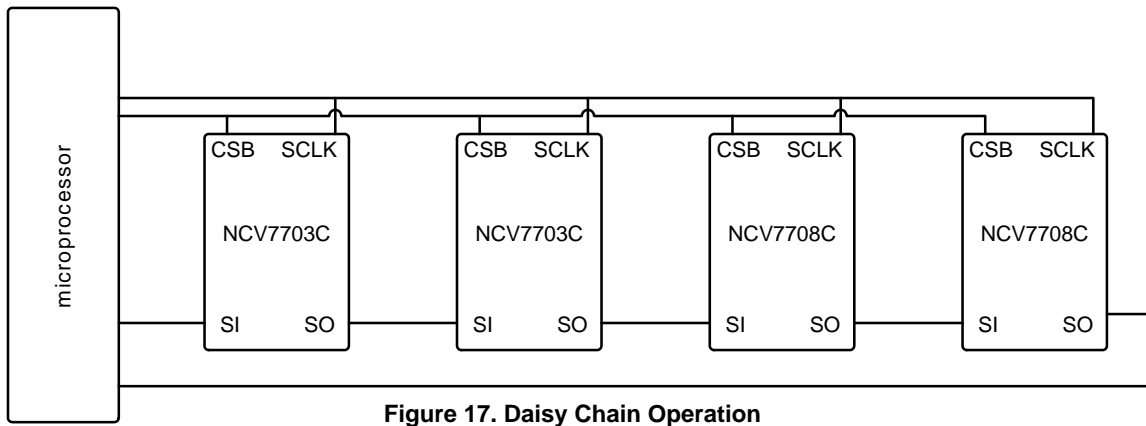 microprocessor
CSB SCLK
NCV7703C
SI SO
CSB SCLK
NCV7703C
SI SO
CSB SCLK
NCV7708C
SI SO
CSB SCLK
NCV7708C
SI SO
Figure 17. Daisy Chain Operation